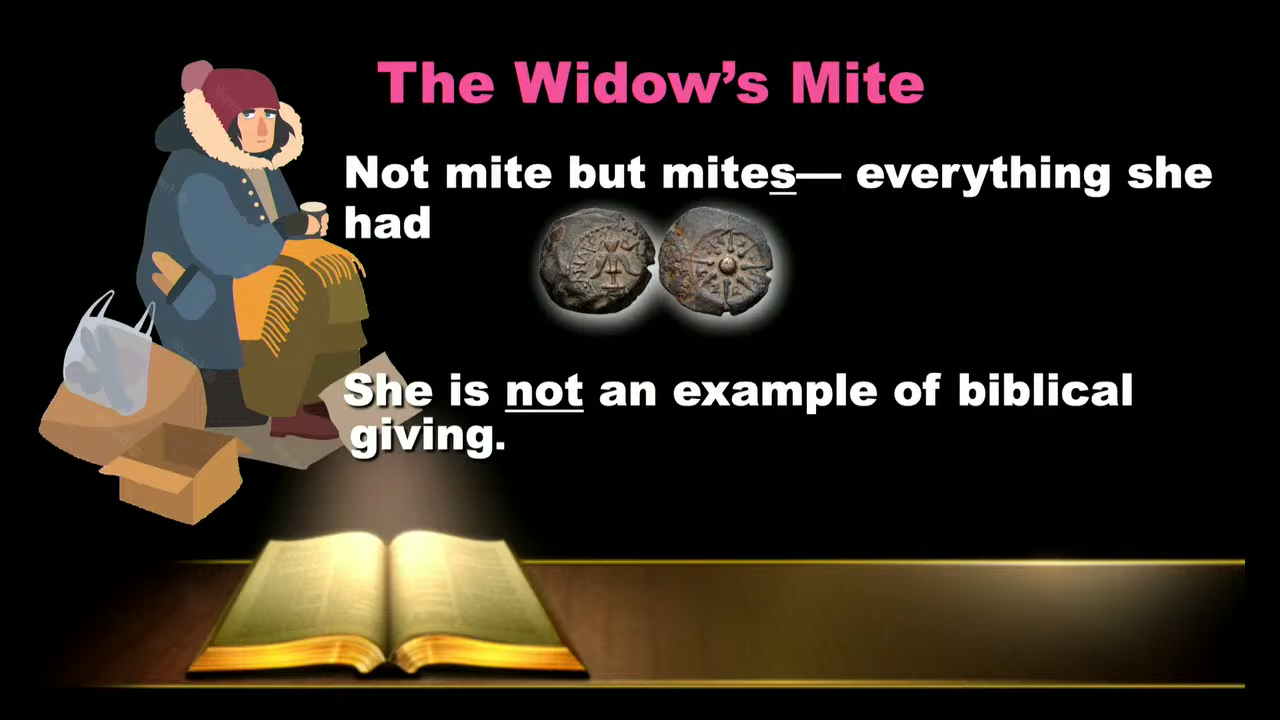 The Widow’s Mite
Not mite but mites— everything she
had
She is not an example of biblical
giving.